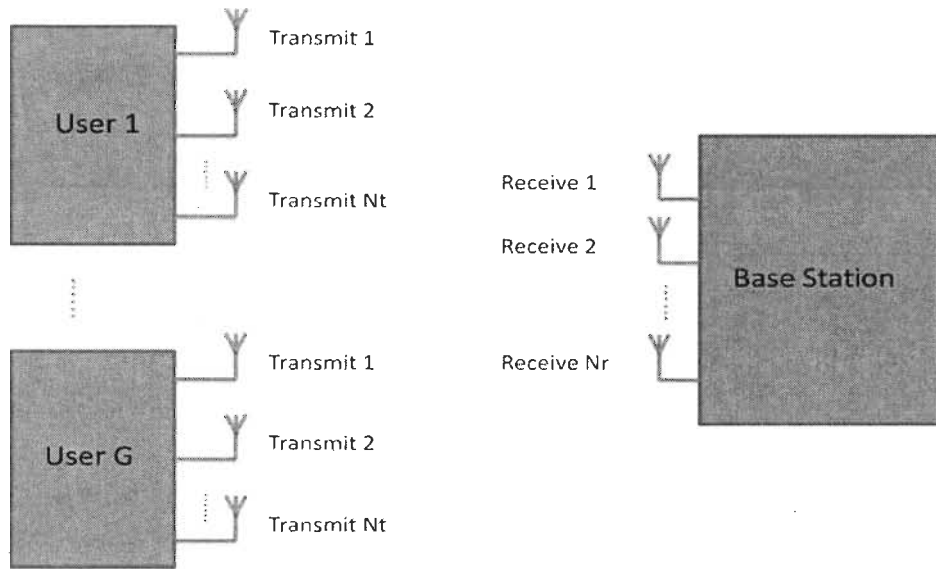 Transmit 1
User 1
Transmit 2
Transmit Nt
Receive 1
Receive 2
Base Station
Receive Nr
Transmit 1
User G
Transmit 2
Transmit Nt